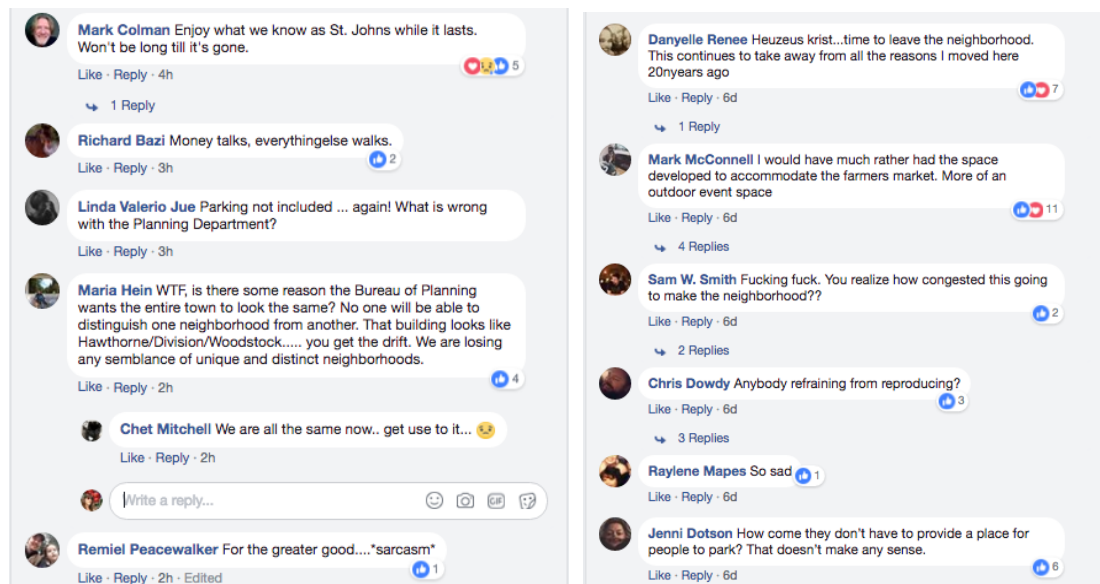 Mark Colman Enjoy what we know as St. Johns while it lasts.
Won't be long till it's gone.
5
Like · Reply · 4h
1 Reply
Richard Bazi Money talks, everythingelse walks.
2
Like · Reply · 3h
Linda Valerio Jue Parking not included ... again! What is wrong
with the Planning Department?
Like · Reply · 3h
Maria Hein WTF, is there some reason the Bureau of Planning
wants the entire town to look the same? No one will be able to
distinguish one neighborhood from another. That building looks like
Hawthorne/Division/Woodstock..... you get the drift. We are losing
any semblance of unique and distinct neighborhoods.
4
Like · Reply · 2h
Chet Mitchell We are all the same now.. get use to it... 😟
Like · Reply · 2h
Write a reply...
GIF
Remiel Peacewalker For the greater good....*sarcasm*
1
Like · Reply · 2h · Edited
Danyelle Renee Heuzeus krist...time to leave the neighborhood.
This continues to take away from all the reasons I moved here
20nyears ago
7
Like · Reply · 6d
1 Reply
Mark McConnell I would have much rather had the space
developed to accommodate the farmers market. More of an
outdoor event space
11
Like · Reply · 6d
4 Replies
Sam W. Smith Fucking fuck. You realize how congested this going
to make the neighborhood??
2
Like · Reply · 6d
2 Replies
Chris Dowdy Anybody refraining from reproducing?
3
Like · Reply · 6d
3 Replies
Raylene Mapes So sad
1
Like · Reply · 6d
Jenni Dotson How come they don't have to provide a place for
people to park? That doesn't make any sense.
6
Like · Reply · 6d